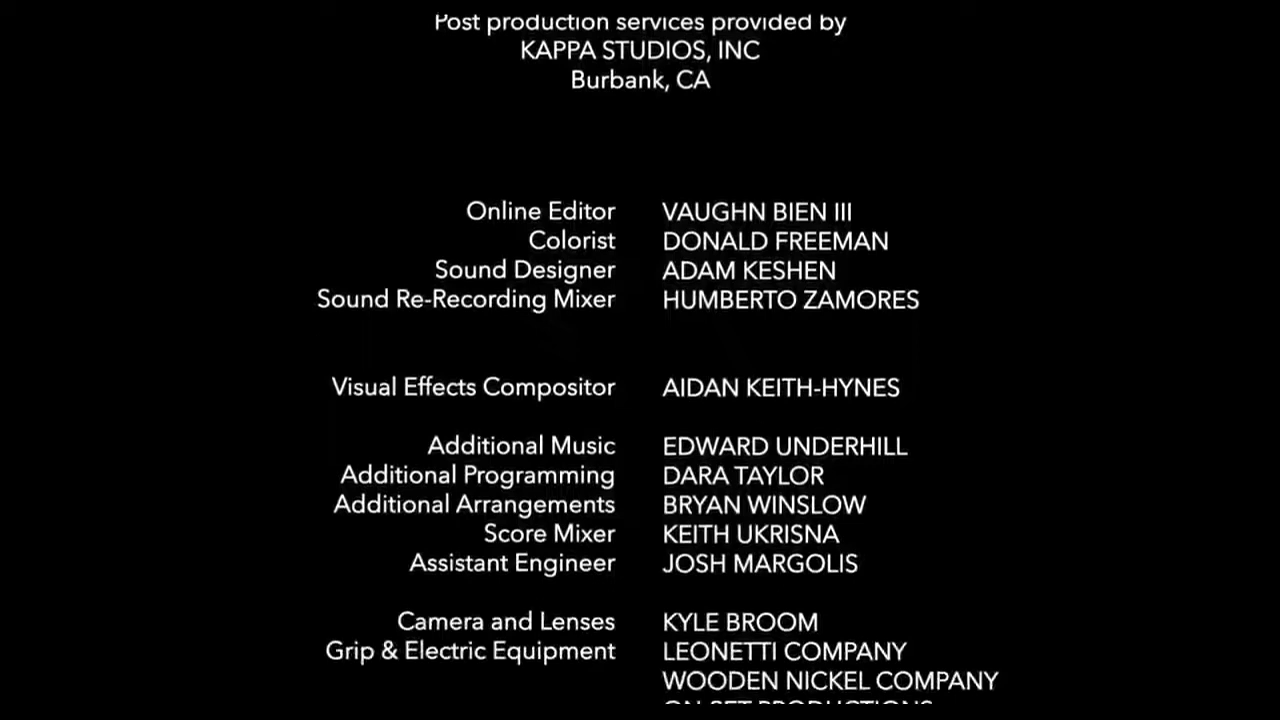 Post production services provided by
KAPPA STUDIOS, INC
Burbank, CA
Online Editor VAUGHN BIEN III
Colorist DONALD FREEMAN
Sound Designer ADAM KESHEN
Sound Re-Recording Mixer HUMBERTO ZAMORES
Visual Effects Compositor AIDAN KEITH-HYNES
Additional Music EDWARD UNDERHILL
Additional Programming DARA TAYLOR
Additional Arrangements BRYAN WINSLOW
Score Mixer KEITH UKRISNA
Assistant Engineer JOSH MARGOLIS
Camera and Lenses KYLE BROOM
Grip & Electric Equipment LEONETTI COMPANY
WOODEN NICKEL COMPANY
ON SET PRODUCTIONS